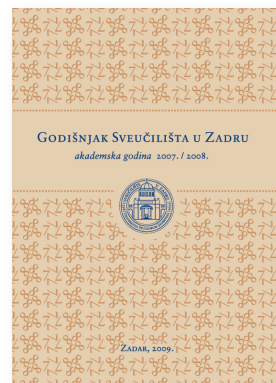 GODIŠNJAK SVEUČILIŠTA U ZADRU
akademska godina 2007. / 2008.
ZADAR, 2009.